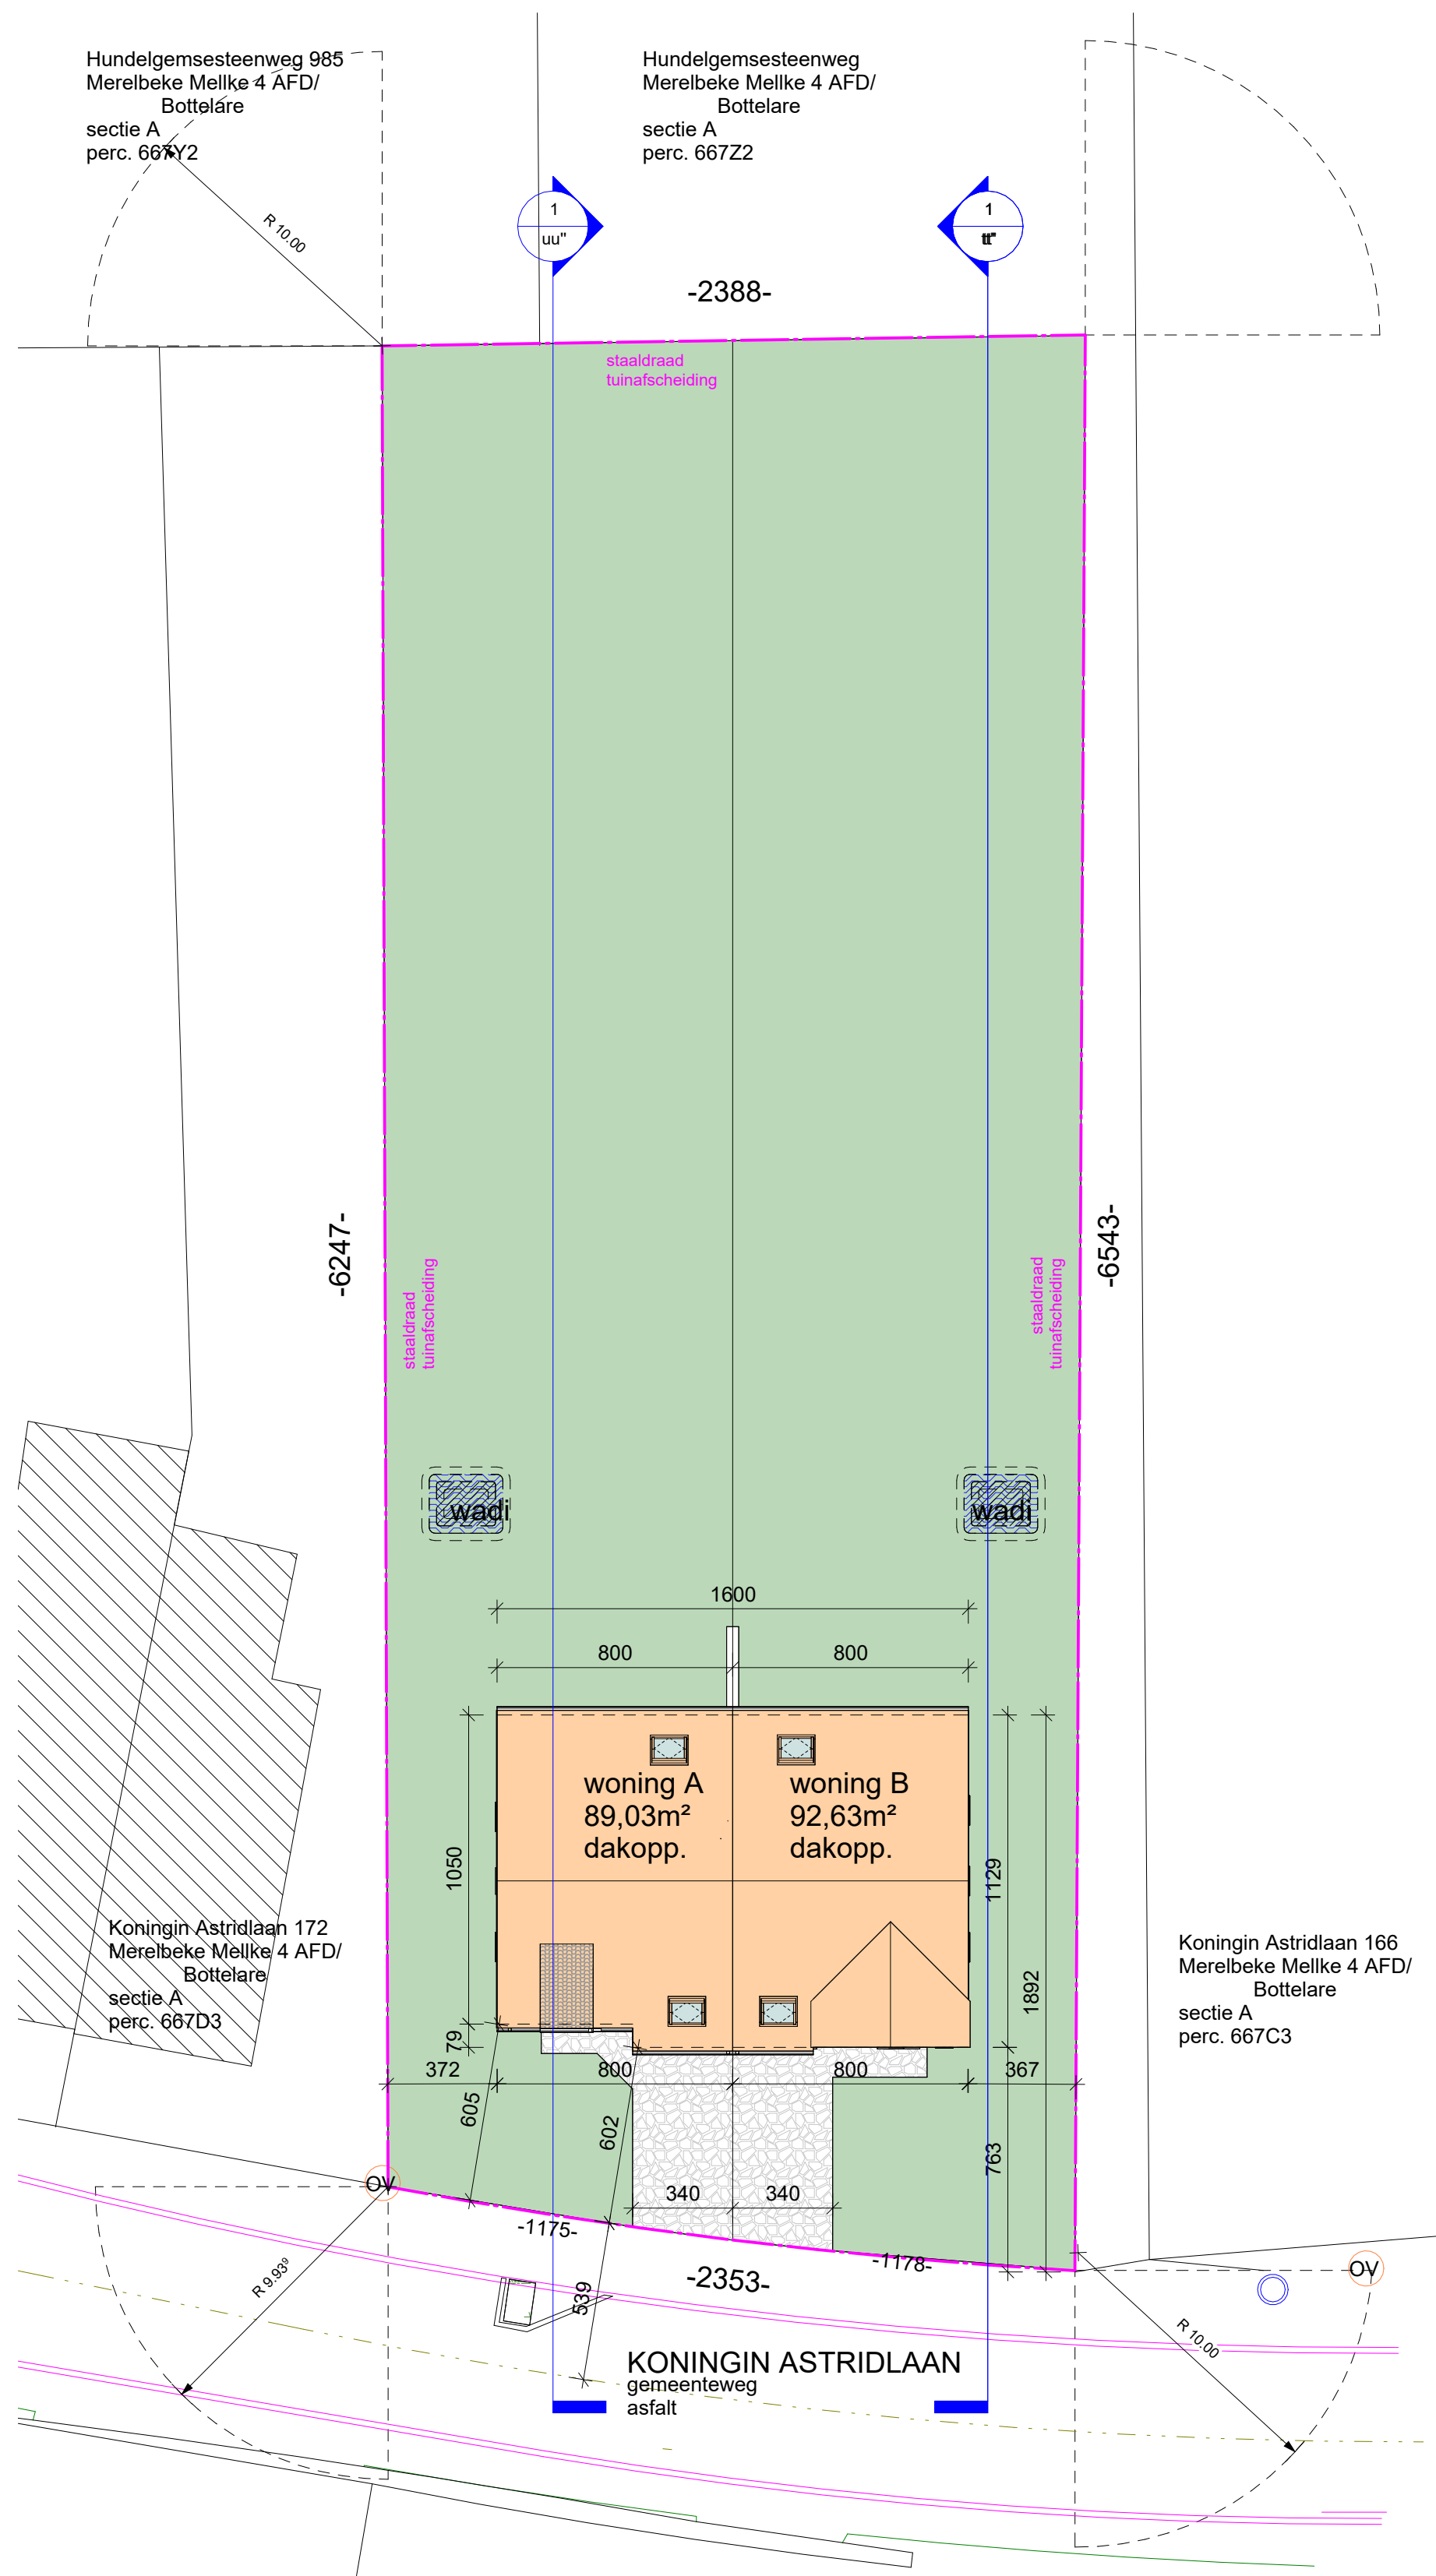 Hundelgemsesteenweg 985
Merelbeke Mellke 4 AFD/
Bottelare
sectie A
perc. 667Y2
Hundelgemsesteenweg
Merelbeke Mellke 4 AFD/
Bottelare
sectie A
perc. 667Z2
R 10.00
1
uu"
1
tt"
-2388-
staaldraad
tuinafscheiding
-6247-
-6543-
staaldraad
tuinafscheiding
staaldraad
tuinafscheiding
wadi
wadi
1600
800
800
woning A
89,03m²
dakopp.
woning B
92,63m²
dakopp.
1050
1129
1892
79
Koningin Astridlaan 172
Merelbeke Mellke 4 AFD/
Bottelare
sectie A
perc. 667D3
Koningin Astridlaan 166
Merelbeke Mellke 4 AFD/
Bottelare
sectie A
perc. 667C3
372
800
800
367
605
602
763
340
340
OV
-1175-
-1178-
-2353-
OV
R 9.93⁹
539
R 10.00
KONINGIN ASTRIDLAAN
gemeenteweg
asfalt